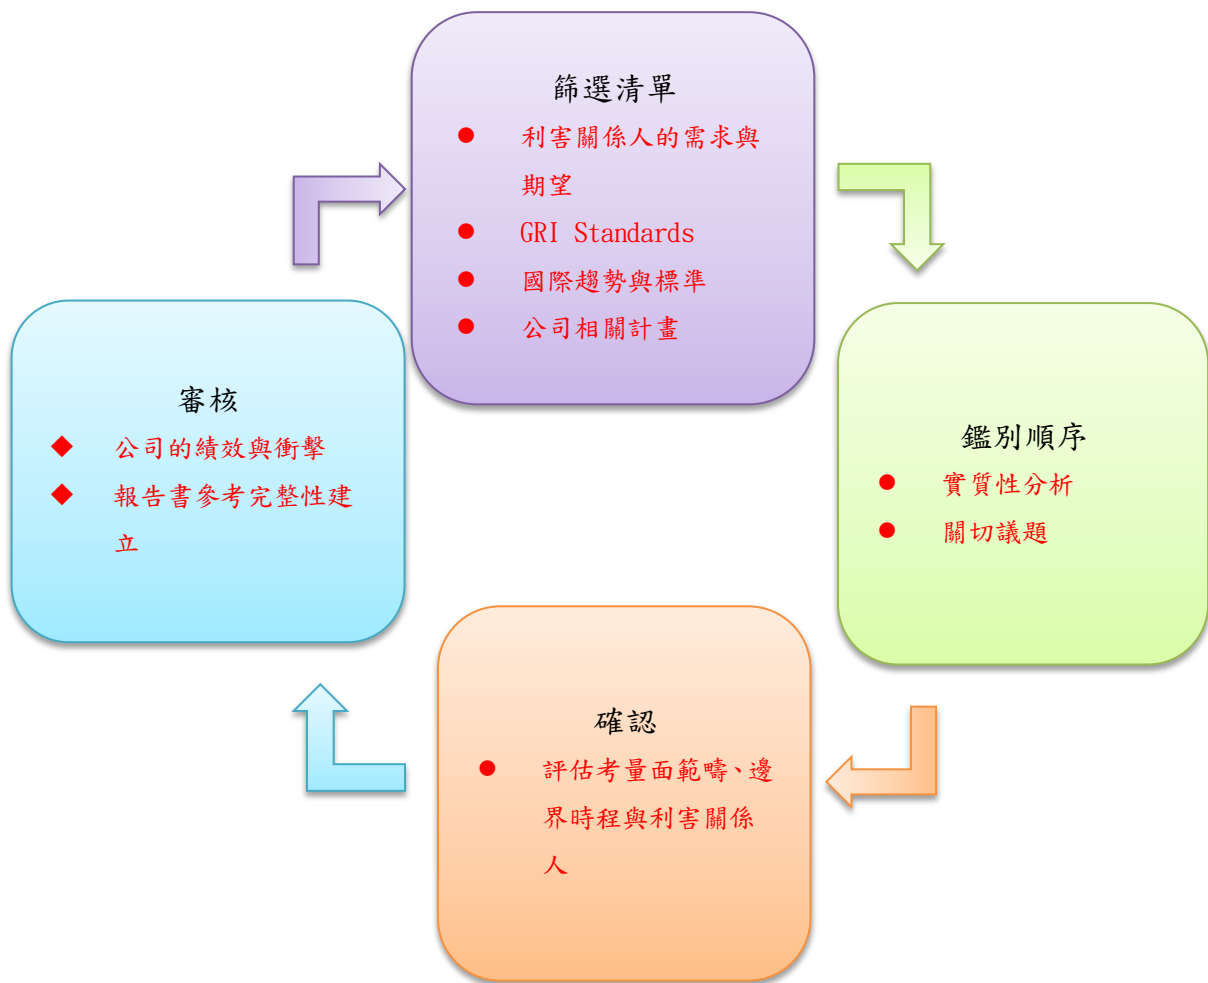 篩選清單
利害關係人的需求與
期望
GRI Standards
國際趨勢與標準
公司相關計畫
鑑別順序
實質性分析
關切議題
確認
評估考量面範疇、邊
界時程與利害關係
人
審核
公司的績效與衝擊
報告書參考完整性建
立